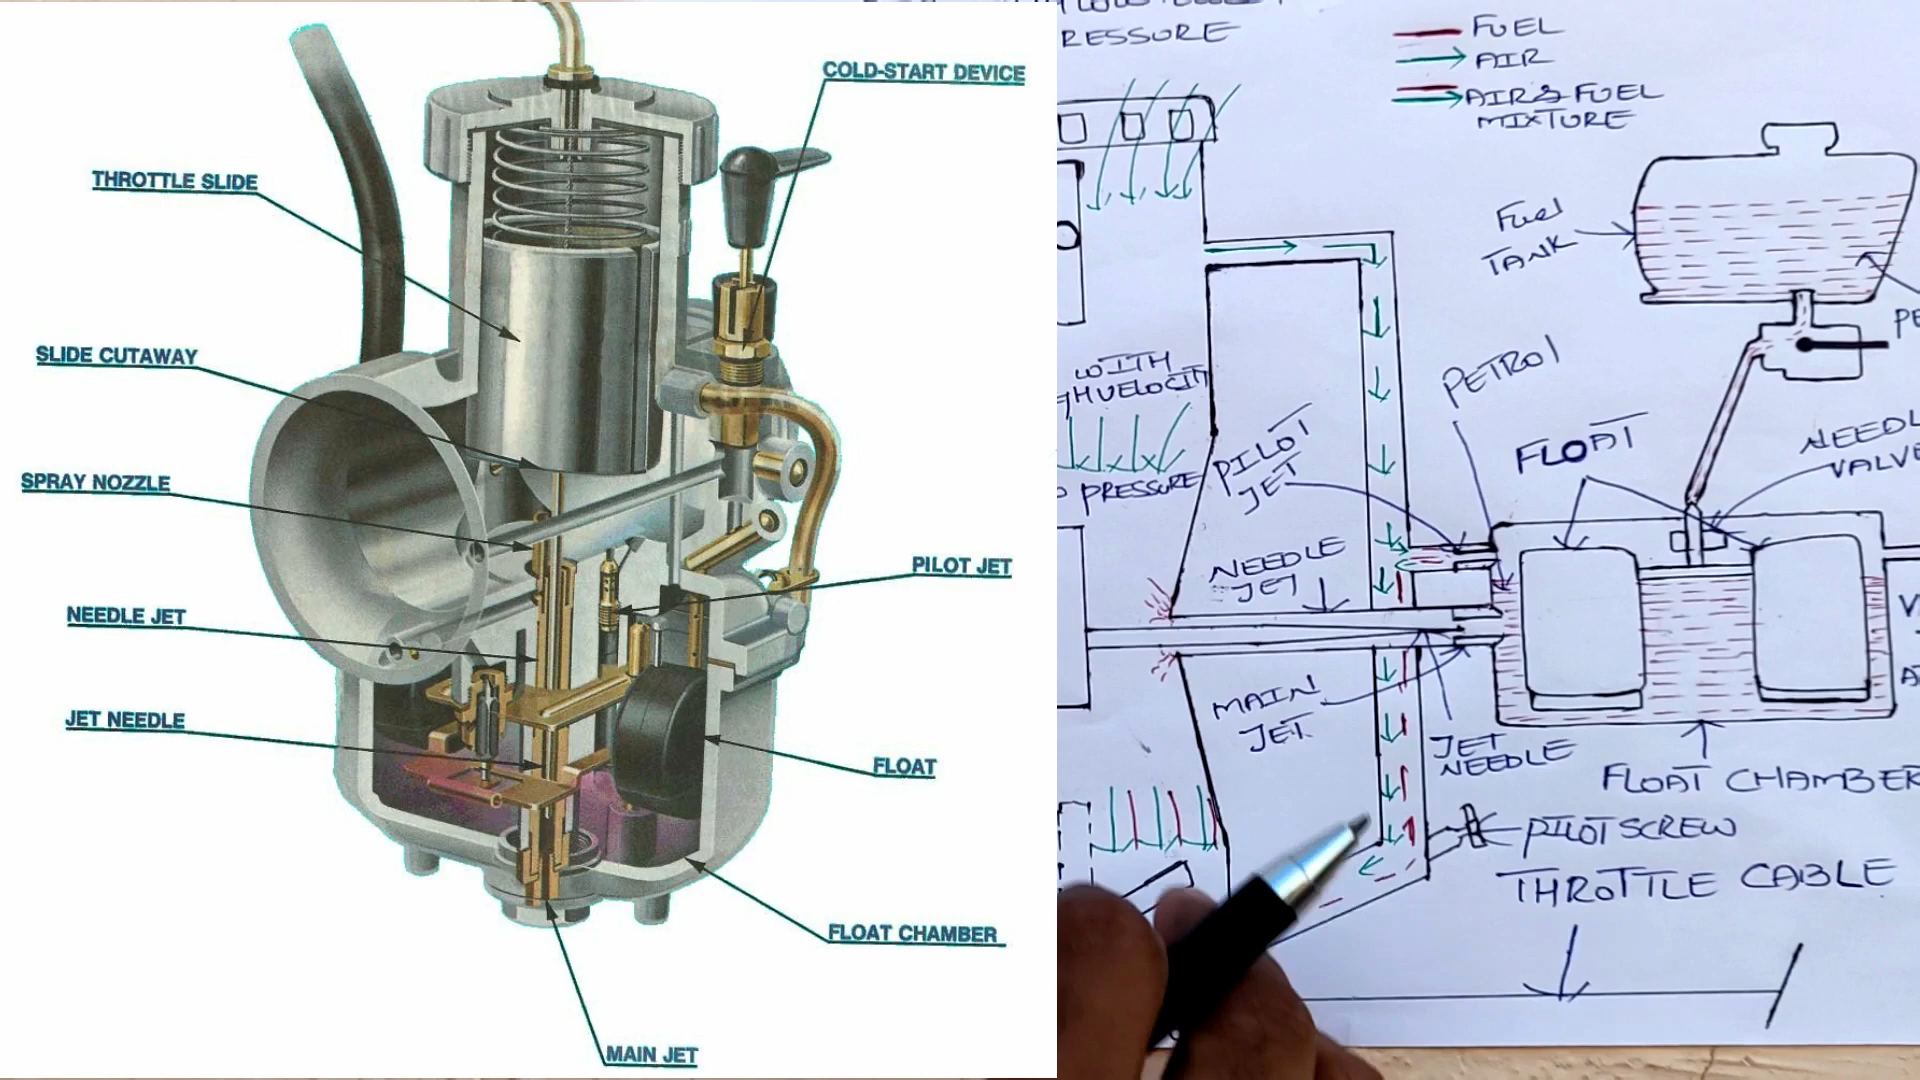 COLD-START DEVICE
THROTTLE SLIDE
SLIDE CUTAWAY
SPRAY NOZZLE
PILOT JET
NEEDLE JET
JET NEEDLE
FLOAT
FLOAT CHAMBER
MAIN JET
RESSURE
FUEL
AIR
AIR & FUEL
MIXTURE
Fuel
TANK
PE
WITH
PETROL
PILOT
JET
PRESSURE
FLOAT
NEEDL
VALVE
NEEDLE
JET
MAIN
JET
JET
NEEDLE
FLOAT CHAMBER
PILOT SCREW
THROTTLE CABLE